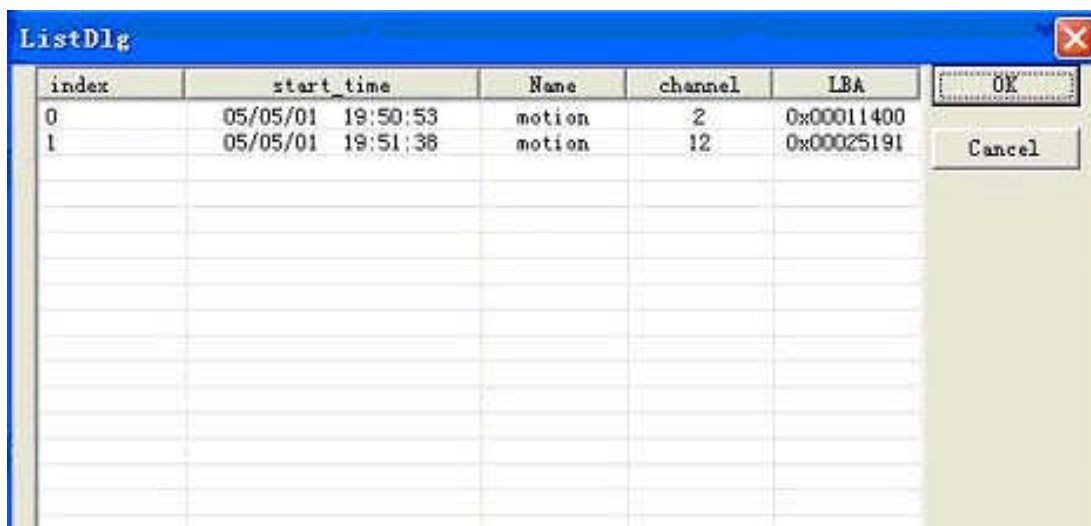 ListDlg
index start_time Name channel LBA
0 05/05/01 19:50:53 motion 2 0x00011400
1 05/05/01 19:51:38 motion 12 0x00025191
OK
Cancel